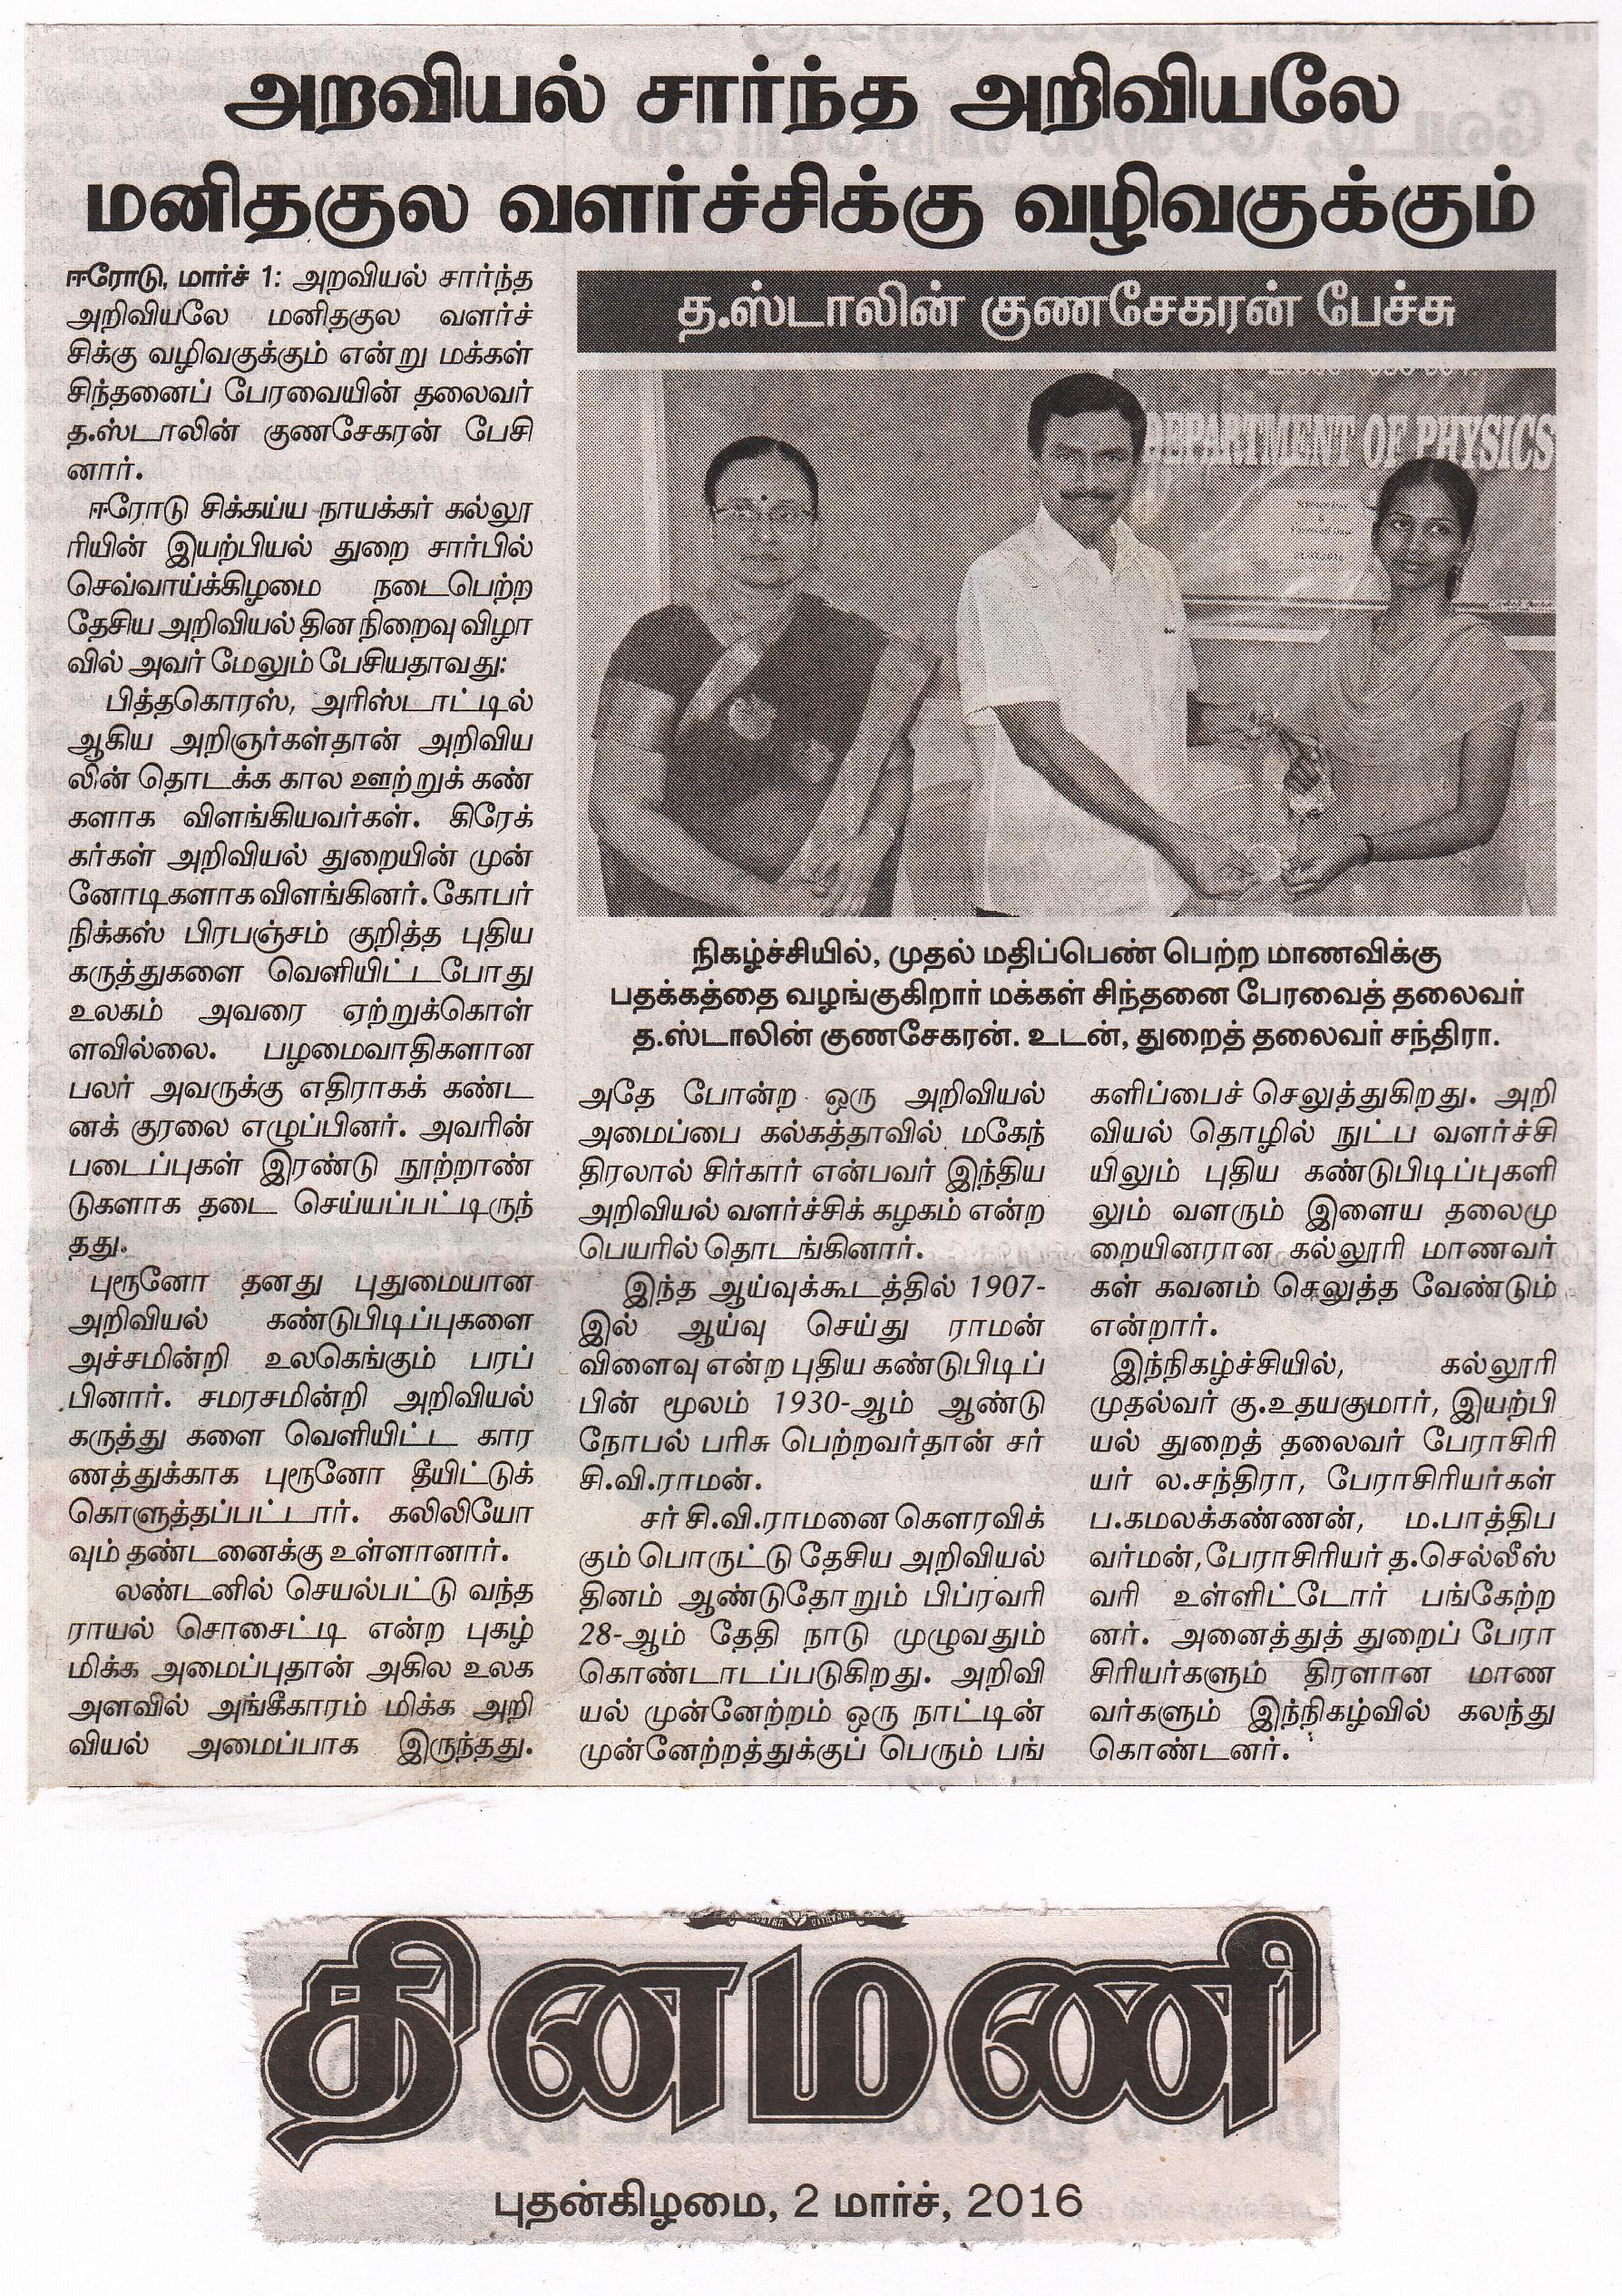 அறவியல் சார்ந்த அறிவியலே
மனிதகுல வளர்ச்சிக்கு வழிவகுக்கும்
த.ஸ்டாலின் குணசேகரன் பேச்சு
ஈரோடு, மார்ச் 1: அறவியல் சார்ந்த
அறிவியலே மனிதகுல வளர்ச்
சிக்கு வழிவகுக்கும் என்று மக்கள்
சிந்தனைப் பேரவையின் தலைவர்
த.ஸ்டாலின் குணசேகரன் பேசி
னார்.
ஈரோடு சிக்கய்ய நாயக்கர் கல்லூ
ரியின் இயற்பியல் துறை சார்பில்
செவ்வாய்க்கிழமை நடைபெற்ற
தேசிய அறிவியல் தின நிறைவு விழா
வில் அவர் மேலும் பேசியதாவது:
பித்தகொரஸ், அரிஸ்டாட்டில்
ஆகிய அறிஞர்கள்தான் அறிவிய
லின் தொடக்க கால ஊற்றுக் கண்
களாக விளங்கியவர்கள். கிரேக்
கர்கள் அறிவியல் துறையின் முன்
னோடிகளாக விளங்கினர். கோபர்
நிக்கஸ் பிரபஞ்சம் குறித்த புதிய
கருத்துகளை வெளியிட்டபோது
உலகம் அவரை ஏற்றுக்கொள்
ளவில்லை. பழமைவாதிகளான
பலர் அவருக்கு எதிராகக் கண்ட
னக் குரலை எழுப்பினர். அவரின்
படைப்புகள் இரண்டு நூற்றாண்
டுகளாக தடை செய்யப்பட்டிருந்
தது.
புரூனோ தனது புதுமையான
அறிவியல் கண்டுபிடிப்புகளை
அச்சமின்றி உலகெங்கும் பரப்
பினார். சமரசமின்றி அறிவியல்
கருத்து களை வெளியிட்ட கார
ணத்துக்காக புரூனோ தீயிட்டுக்
கொளுத்தப்பட்டார். கலிலியோ
வும் தண்டனைக்கு உள்ளானார்.
லண்டனில் செயல்பட்டு வந்த
ராயல் சொசைட்டி என்ற புகழ்
மிக்க அமைப்புதான் அகில உலக
அளவில் அங்கீகாரம் மிக்க அறி
வியல் அமைப்பாக இருந்தது.
DEPARTMENT OF PHYSICS
நிகழ்ச்சியில், முதல் மதிப்பெண் பெற்ற மாணவிக்கு
பதக்கத்தை வழங்குகிறார் மக்கள் சிந்தனை பேரவைத் தலைவர்
த.ஸ்டாலின் குணசேகரன். உடன், துறைத் தலைவர் சந்திரா.
அதே போன்ற ஒரு அறிவியல்
அமைப்பை கல்கத்தாவில் மகேந்
திரலால் சிர்கார் என்பவர் இந்திய
அறிவியல் வளர்ச்சிக் கழகம் என்ற
பெயரில் தொடங்கினார்.
இந்த ஆய்வுக்கூடத்தில் 1907-
இல் ஆய்வு செய்து ராமன்
விளைவு என்ற புதிய கண்டுபிடிப்
பின் மூலம் 1930-ஆம் ஆண்டு
நோபல் பரிசு பெற்றவர்தான் சர்
சி.வி.ராமன்.
சர் சி.வி.ராமனை கௌரவிக்
கும் பொருட்டு தேசிய அறிவியல்
தினம் ஆண்டுதோறும் பிப்ரவரி
28-ஆம் தேதி நாடு முழுவதும்
கொண்டாடப்படுகிறது. அறிவி
யல் முன்னேற்றம் ஒரு நாட்டின்
முன்னேற்றத்துக்குப் பெரும் பங்
களிப்பைச் செலுத்துகிறது. அறி
வியல் தொழில் நுட்ப வளர்ச்சி
யிலும் புதிய கண்டுபிடிப்புகளி
லும் வளரும் இளைய தலைமு
றையினரான கல்லூரி மாணவர்
கள் கவனம் செலுத்த வேண்டும்
என்றார்.
இந்நிகழ்ச்சியில், கல்லூரி
முதல்வர் கு.உதயகுமார், இயற்பி
யல் துறைத் தலைவர் பேராசிரி
யர் ல.சந்திரா, பேராசிரியர்கள்
ப.கமலக்கண்ணன், ம.பாத்திப
வர்மன், பேராசிரியர் த.செல்லீஸ்
வரி உள்ளிட்டோர் பங்கேற்ற
னர். அனைத்துத் துறைப் பேரா
சிரியர்களும் திரளான மாண
வர்களும் இந்நிகழ்வில் கலந்து
கொண்டனர்.
தினமணி
புதன்கிழமை, 2 மார்ச், 2016